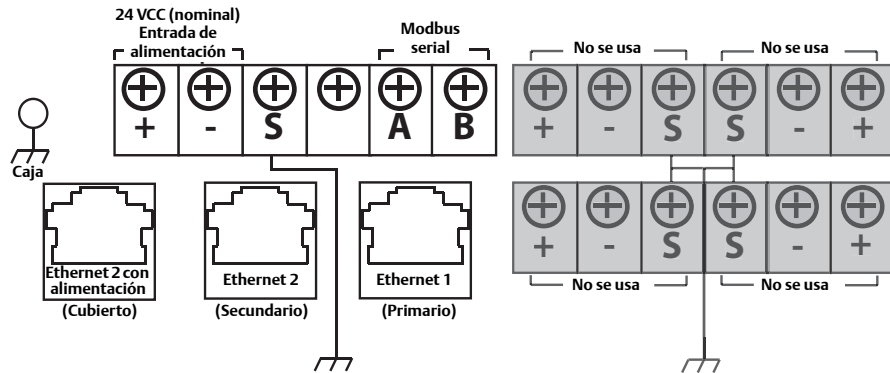 24 VCC (nominal)
Entrada de
alimentación
Modbus
serial
No se usa
No se usa
+ - S A B
+ - S S - +
Caja
+ - S S - +
Ethernet 2 con
alimentación
Ethernet 2
Ethernet 1
(Cubierto)
(Secundario)
(Primario)
No se usa
No se usa